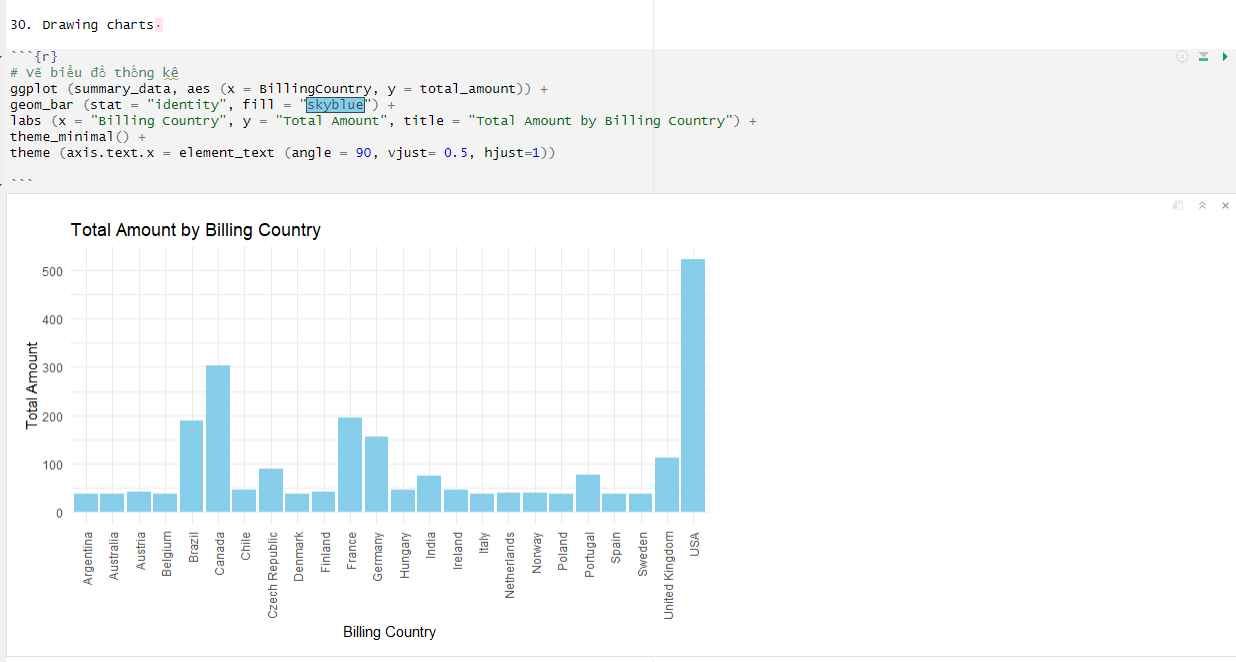 30. Drawing charts.
```{r}
# Vẽ biểu đồ thống kê
ggplot (summary_data, aes (x = BillingCountry, y = total_amount)) +
geom_bar (stat = "identity", fill = "skyblue") +
labs (x = "Billing Country", y = "Total Amount", title = "Total Amount by Billing Country") +
theme_minimal() +
theme (axis.text.x = element_text (angle = 90, vjust= 0.5, hjust=1))
```
Total Amount by Billing Country
Total Amount
500
400
300
200
100
0
Argentina
Australia
Austria
Belgium
Brazil
Canada
Chile
Czech Republic
Denmark
Finland
France
Germany
Hungary
India
Ireland
Italy
Netherlands
Norway
Poland
Portugal
Spain
Sweden
United Kingdom
USA
Billing Country